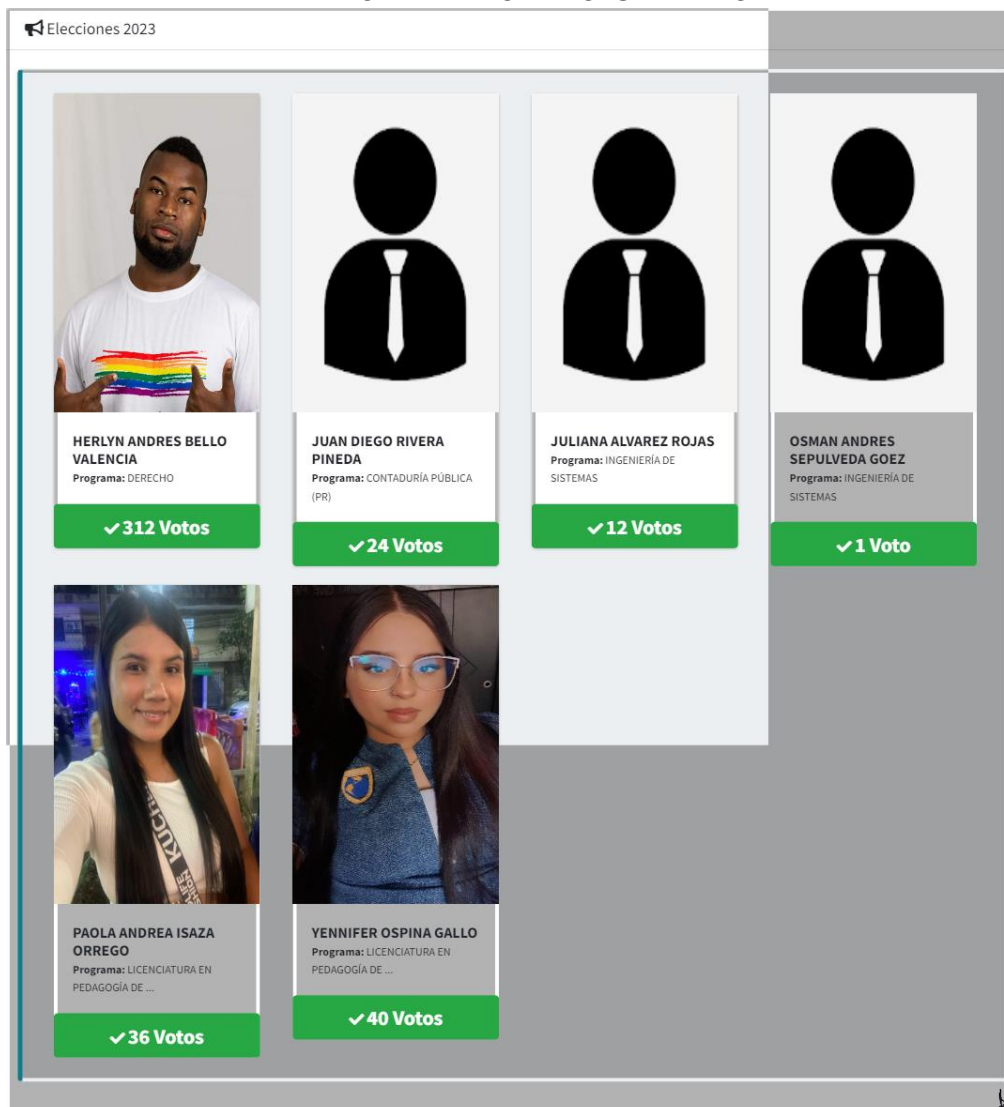 Elecciones 2023
HERLYN ANDRES BELLO
VALENCIA
Programa: DERECHO
✓312 Votos
JUAN DIEGO RIVERA
PINEDA
Programa: CONTADURÍA PÚBLICA
(PR)
✓24 Votos
JULIANA ALVAREZ ROJAS
Programa: INGENIERÍA DE
SISTEMAS
✓12 Votos
OSMAN ANDRES
SEPULVEDA GOEZ
Programa: INGENIERÍA DE
SISTEMAS
✓1 Voto
KUCHI
PAOLA ANDREA ISAZA
ORREGO
Programa: LICENCIATURA EN
PEDAGOGÍA DE ...
✓36 Votos
YENNIFER OSPINA GALLO
Programa: LICENCIATURA EN
PEDAGOGÍA DE ...
✓40 Votos